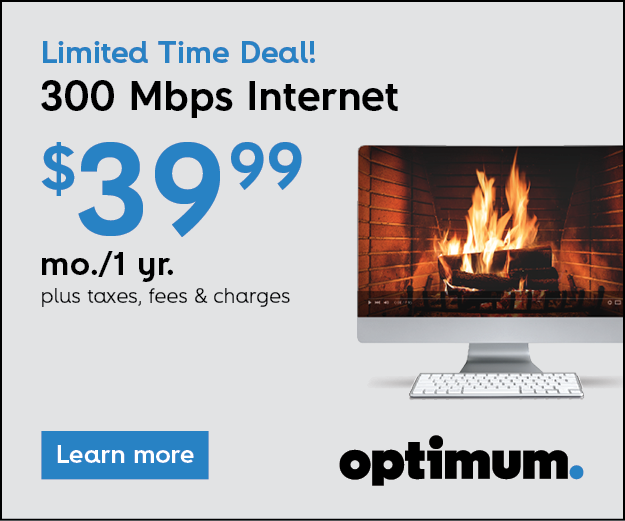 Limited Time Deal!
300 Mbps Internet
$39 99
mo./1 yr.
plus taxes, fees & charges
Learn more
optimum.